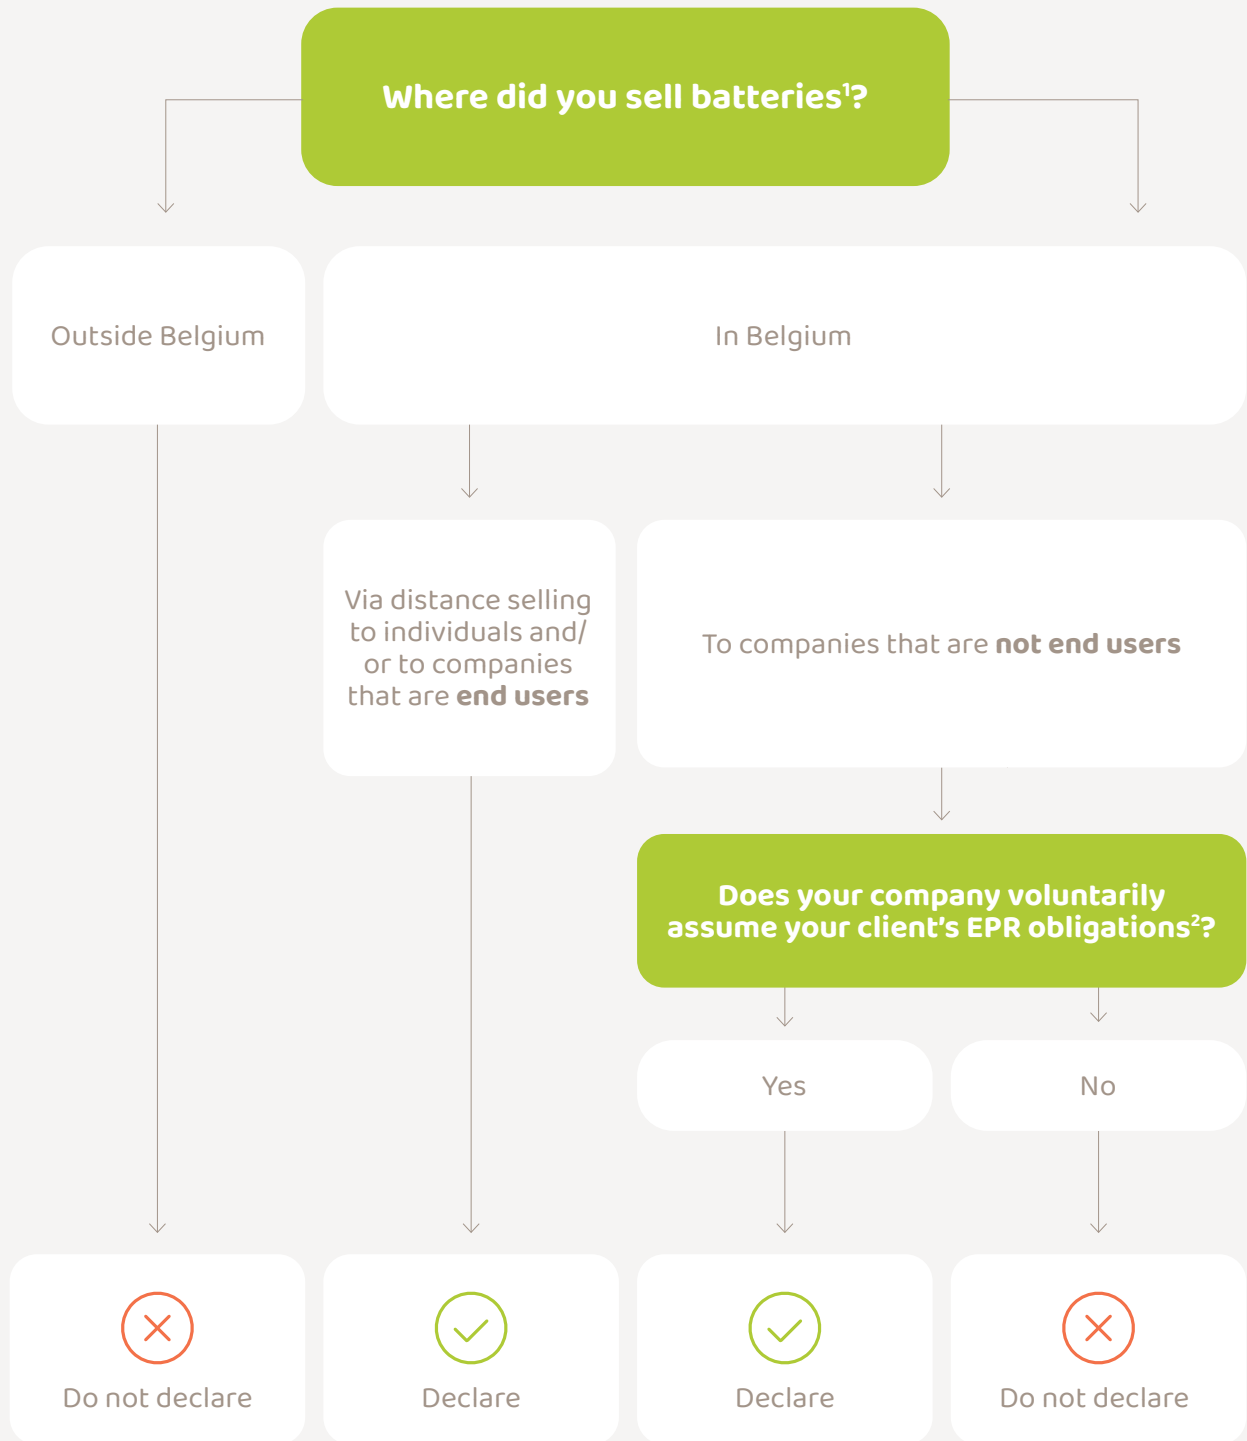 Where did you sell batteries¹?
Outside Belgium
In Belgium
Via distance selling
to individuals and/
or to companies
that are end users
To companies that are not end users
Does your company voluntarily
assume your client’s EPR obligations²?
Yes
No
Do not declare
Declare
Declare
Do not declare